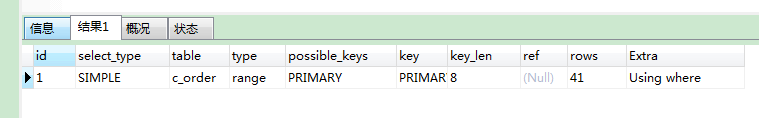 信息 结果1 概况 状态
id select_type table type possible_keys key key_len ref rows Extra
1 SIMPLE c_order range PRIMARY PRIMAR 8 (Null) 41 Using where